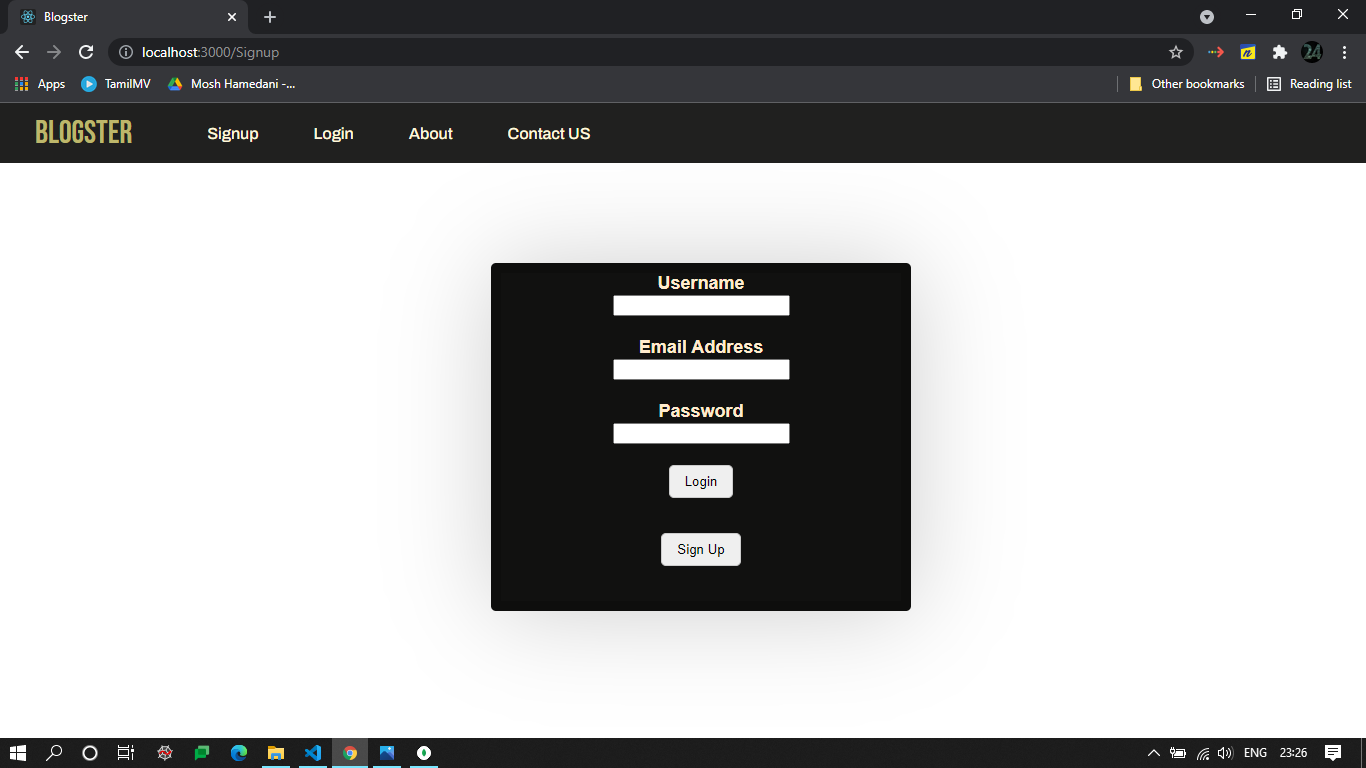 Blogster
localhost:3000/Signup
Apps TamilMV Mosh Hamedani -... Other bookmarks Reading list
BLOGSTER Signup Login About Contact US
Username
Email Address
Password
Login
Sign Up
ENG 23:26